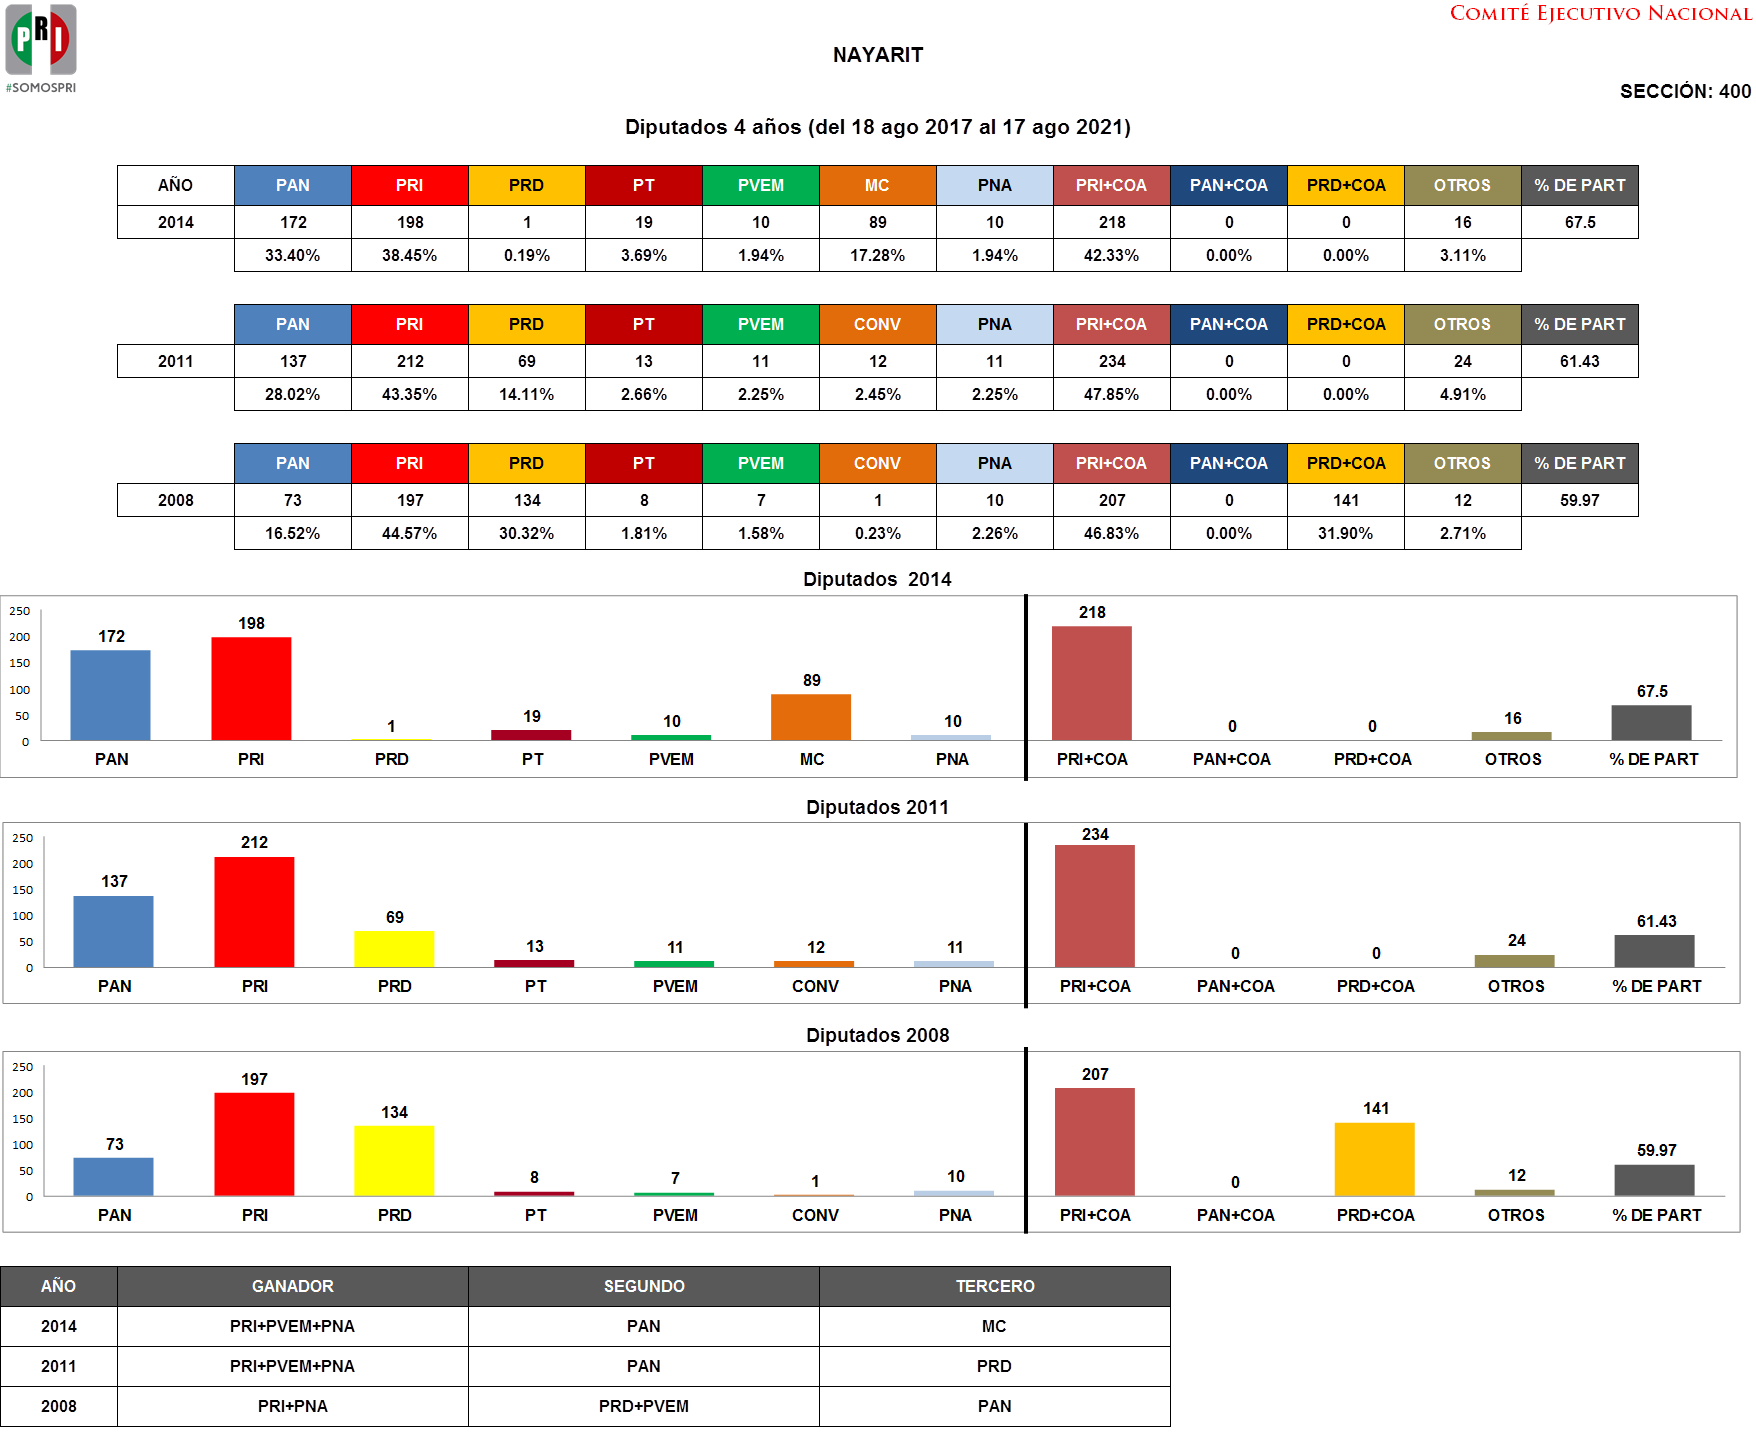 PRI
#SOMOSPRI
COMITÉ EJECUTIVO NACIONAL
NAYARIT
SECCIÓN: 400
Diputados 4 años (del 18 ago 2017 al 17 ago 2021)
AÑO PAN PRI PRD PT PVEM MC PNA PRI+COA PAN+COA PRD+COA OTROS % DE PART
2014 172 198 1 19 10 89 10 218 0 0 16 67.5
33.40% 38.45% 0.19% 3.69% 1.94% 17.28% 1.94% 42.33% 0.00% 0.00% 3.11%
PAN PRI PRD PT PVEM CONV PNA PRI+COA PAN+COA PRD+COA OTROS % DE PART
2011 137 212 69 13 11 12 11 234 0 0 24 61.43
28.02% 43.35% 14.11% 2.66% 2.25% 2.45% 2.25% 47.85% 0.00% 0.00% 4.91%
PAN PRI PRD PT PVEM CONV PNA PRI+COA PAN+COA PRD+COA OTROS % DE PART
2008 73 197 134 8 7 1 10 207 0 141 12 59.97
16.52% 44.57% 30.32% 1.81% 1.58% 0.23% 2.26% 46.83% 0.00% 31.90% 2.71%
Diputados 2014
250
200
150
100
50
0
172 198 1 19 10 89 10 218 0 0 16 67.5
PAN PRI PRD PT PVEM MC PNA PRI+COA PAN+COA PRD+COA OTROS % DE PART
Diputados 2011
250
200
150
100
50
0
137 212 69 13 11 12 11 234 0 0 24 61.43
PAN PRI PRD PT PVEM CONV PNA PRI+COA PAN+COA PRD+COA OTROS % DE PART
Diputados 2008
250
200
150
100
50
0
73 197 134 8 7 1 10 207 0 141 12 59.97
PAN PRI PRD PT PVEM CONV PNA PRI+COA PAN+COA PRD+COA OTROS % DE PART
AÑO GANADOR SEGUNDO TERCERO
2014 PRI+PVEM+PNA PAN MC
2011 PRI+PVEM+PNA PAN PRD
2008 PRI+PNA PRD+PVEM PAN